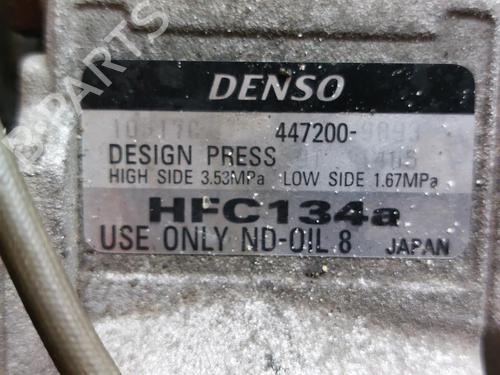 DENSO
447200-
DESIGN PRESS
HIGH SIDE 3.53MPa LOW SIDE 1.67MPa
HFC134a
USE ONLY ND-OIL 8 JAPAN